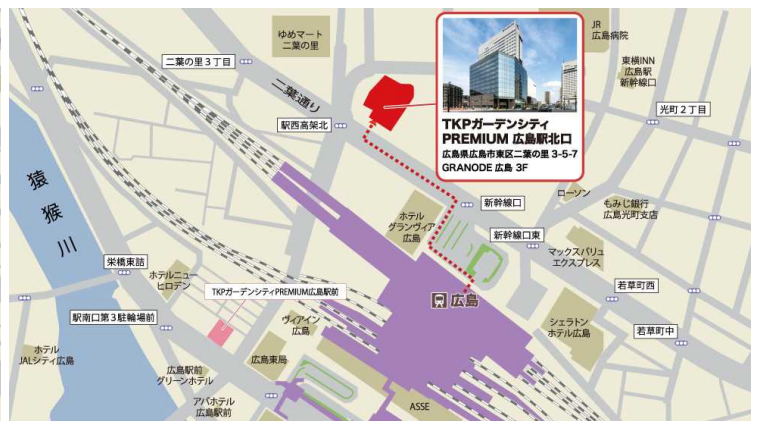 ゆめマート
二葉の里
二葉の里3丁目
二葉通り
駅西高架北
JR
広島病院
東横INN
広島駅
新幹線口
光町2丁目
TKPガーデンシティ
PREMIUM 広島駅北口
広島県広島市東区二葉の里 3-5-7
GRANODE 広島 3F
猿猴川
ホテル
グランヴィア
広島
新幹線口
ローソン
もみじ銀行
広島光町支店
新幹線口東
マックスバリュ
エクスプレス
栄橋東詰
ホテルニュー
ヒロデン
TKPガーデンシティPREMIUM広島駅前
広島
若草町西
駅南口第3駐輪場前
ヴィアイン
広島
シェラトン
ホテル広島
若草町中
ホテル
JALシティ広島
広島東局
広島駅前
グリーンホテル
アパホテル
広島駅前
ASSE